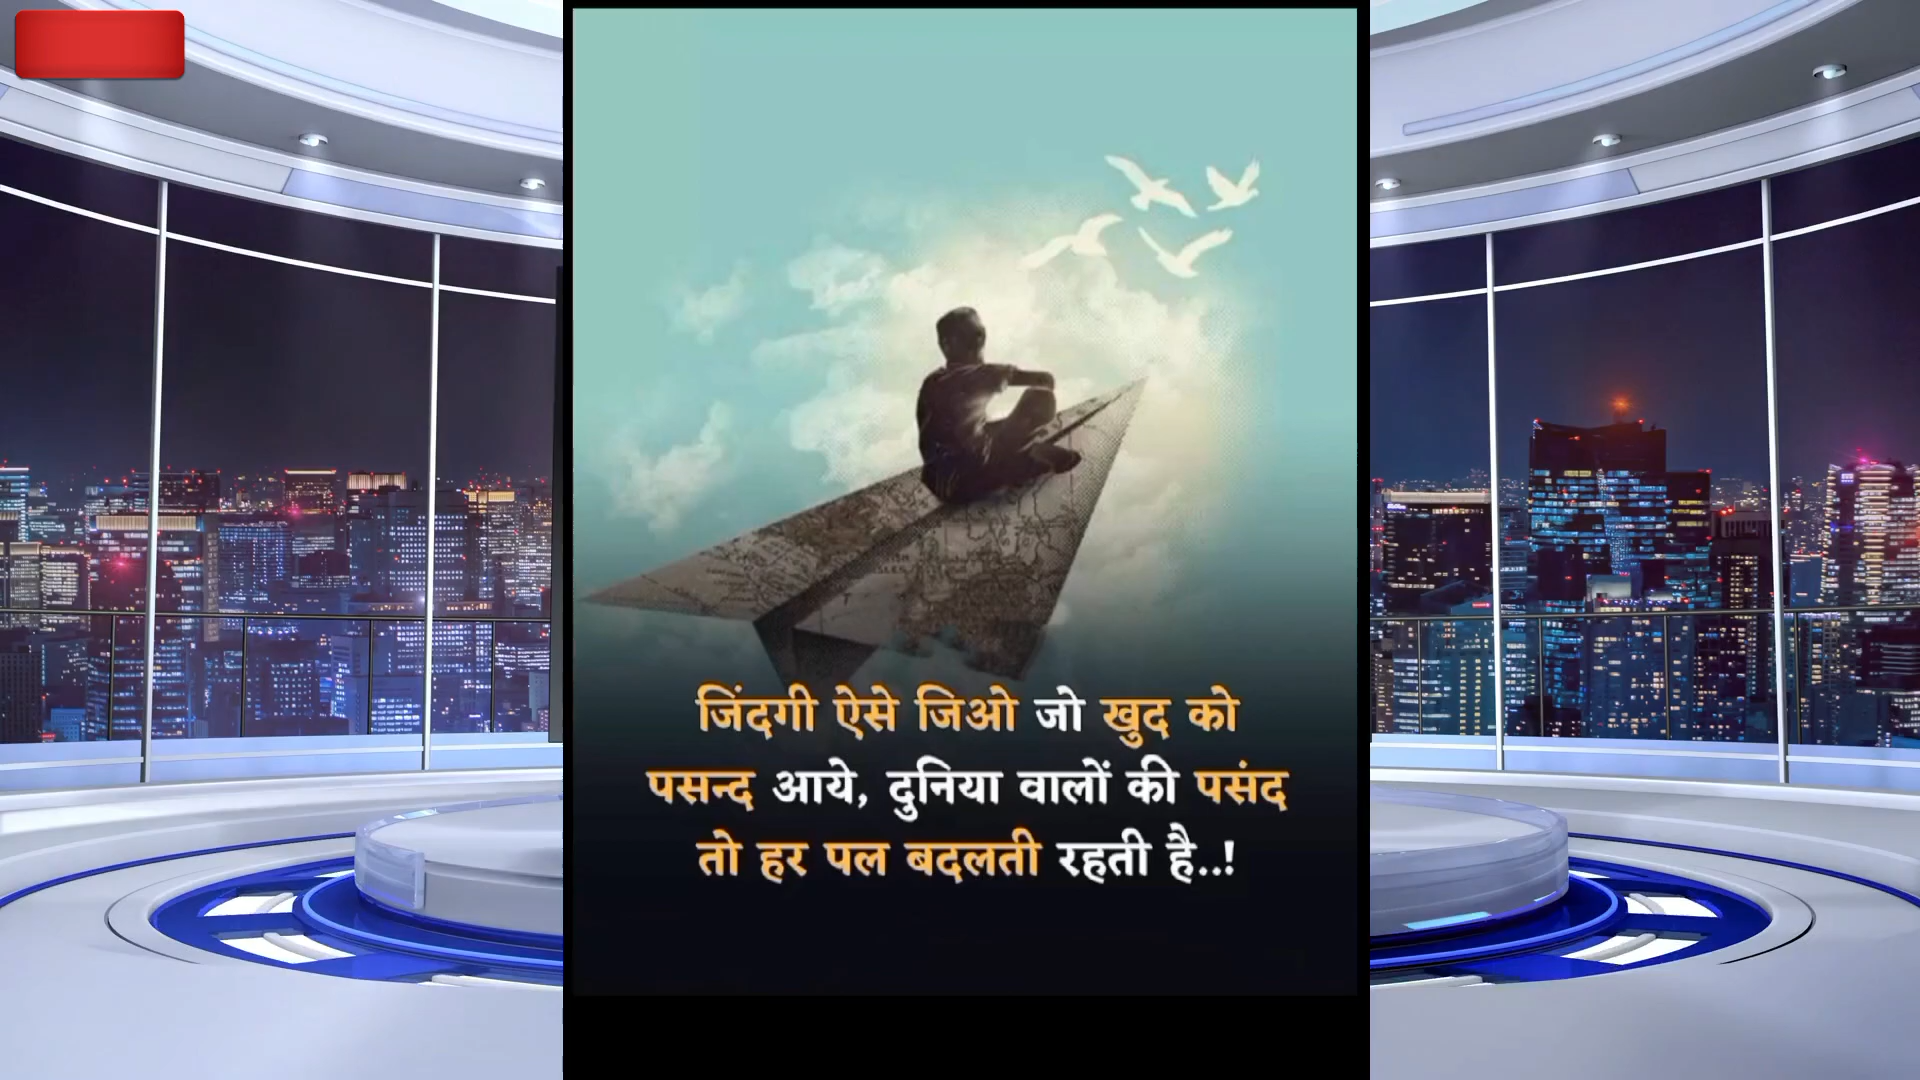 जिंदगी ऐसे जिओ जो खुद को
पसन्द आये, दुनिया वालों की पसंद
तो हर पल बदलती रहती है..!